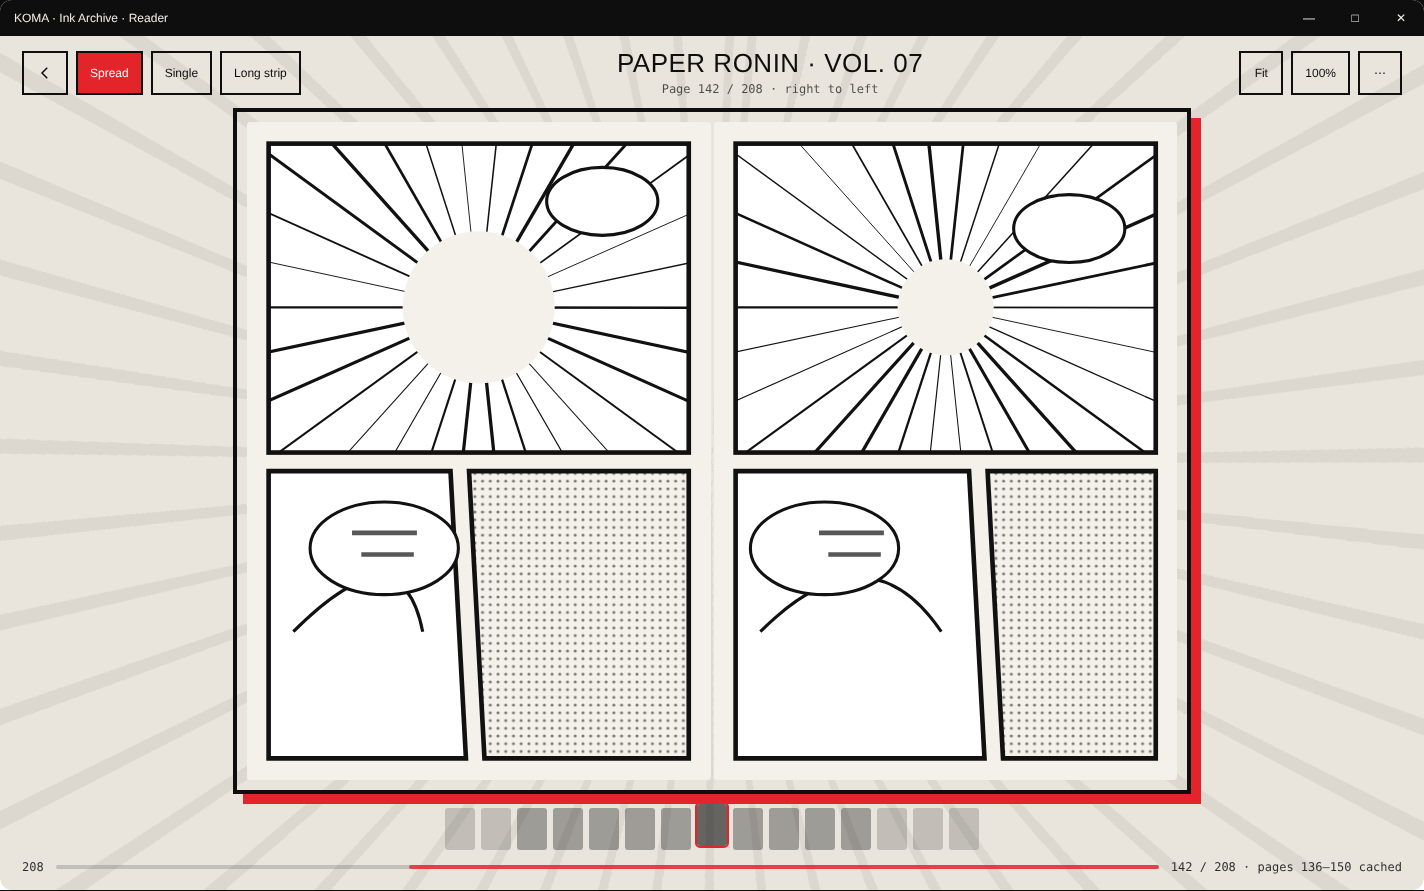 KOMA · Ink Archive · Reader
Spread
Single
Long strip
PAPER RONIN · VOL. 07
Page 142 / 208 · right to left
Fit
100%
···
208
142 / 208 · pages 136–150 cached